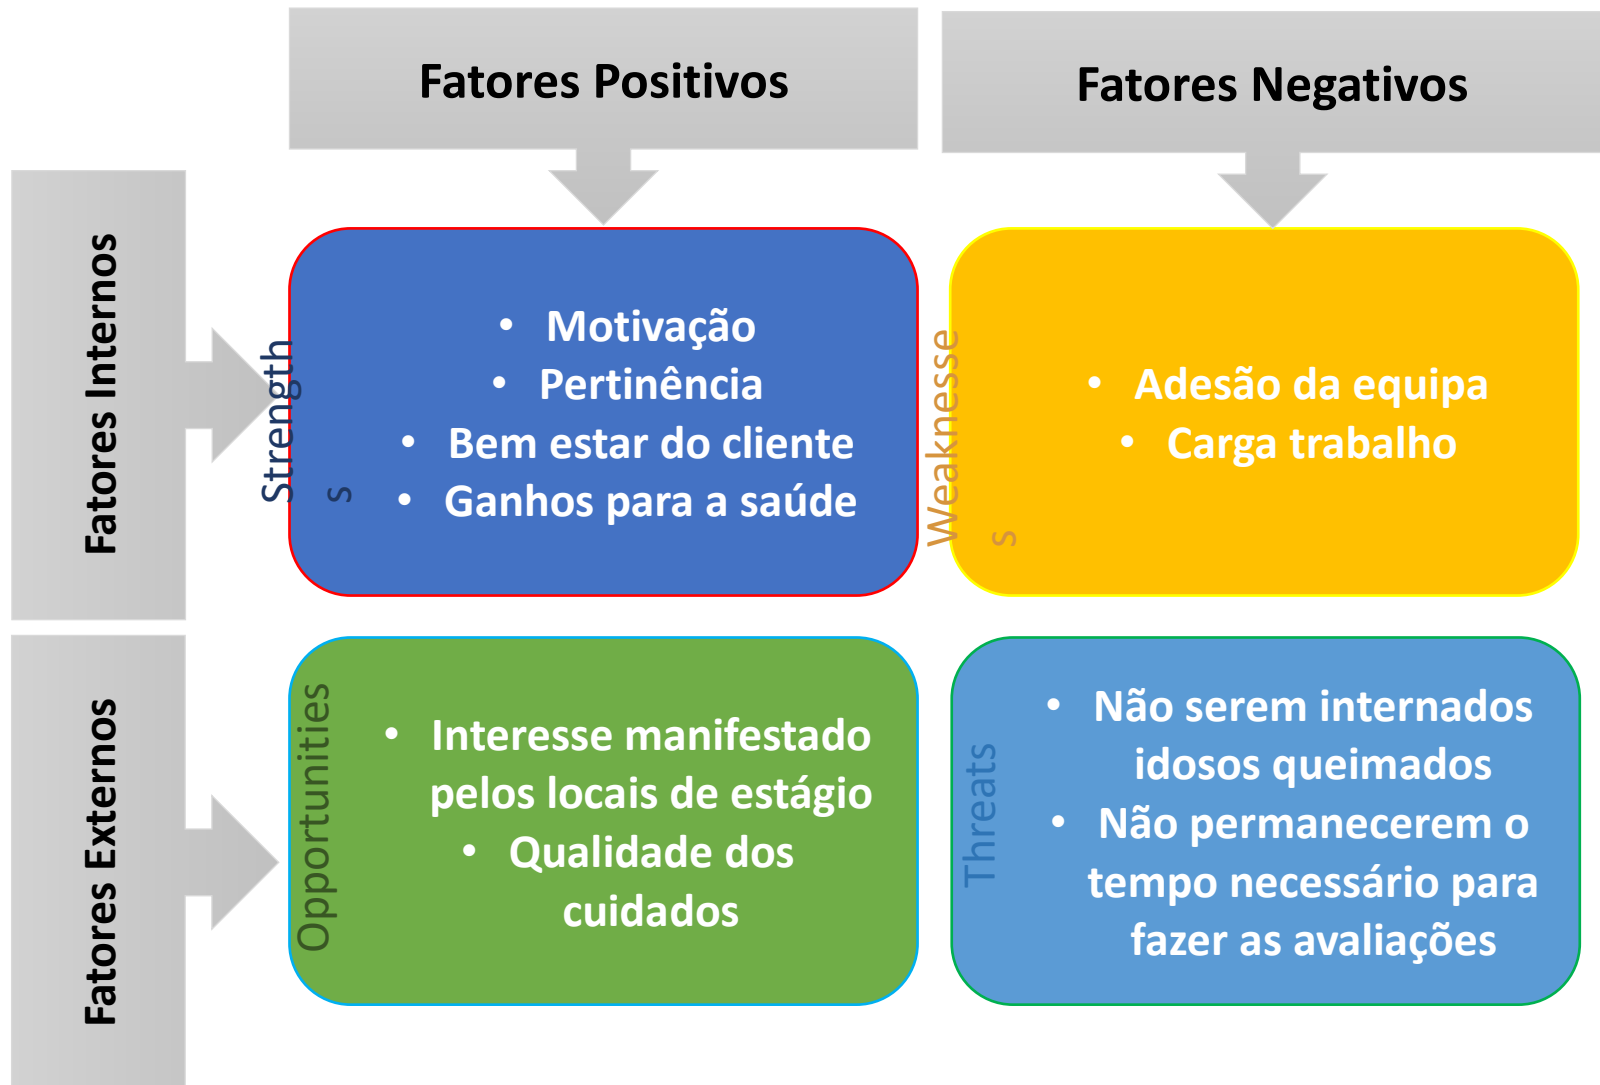 Fatores Positivos
Fatores Negativos
Fatores Internos
Strength
s
• Motivação
• Pertinência
• Bem estar do cliente
• Ganhos para a saúde
Weaknesse
s
• Adesão da equipa
• Carga trabalho
Fatores Externos
Opportunities
• Interesse manifestado
pelos locais de estágio
• Qualidade dos
cuidados
Threats
• Não serem internados
idosos queimados
• Não permanecerem o
tempo necessário para
fazer as avaliações